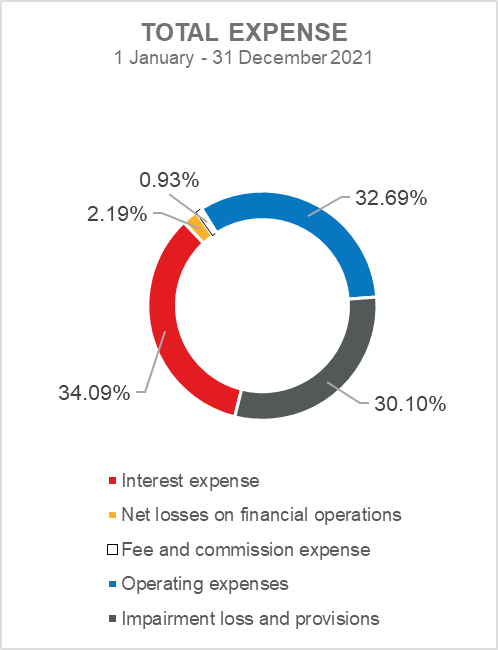 TOTAL EXPENSE
1 January - 31 December 2021
0.93%
2.19%
32.69%
34.09%
30.10%
Interest expense
Net losses on financial operations
Fee and commission expense
Operating expenses
Impairment loss and provisions